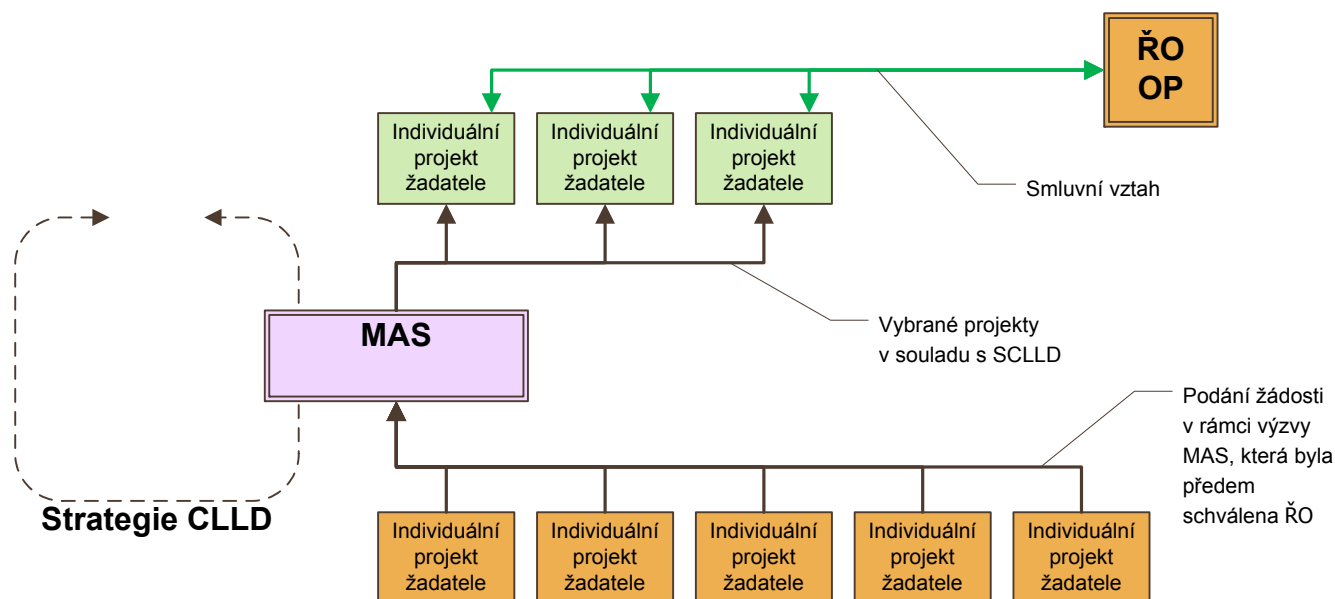 ŘO
OP
Individuální
projekt
žadatele
Individuální
projekt
žadatele
Individuální
projekt
žadatele
Smluvní vztah
MAS
Vybrané projekty
v souladu s SCLLD
Podání žádosti
v rámci výzvy
MAS, která byla
předem
schválena ŘO
Strategie CLLD
Individuální
projekt
žadatele
Individuální
projekt
žadatele
Individuální
projekt
žadatele
Individuální
projekt
žadatele
Individuální
projekt
žadatele